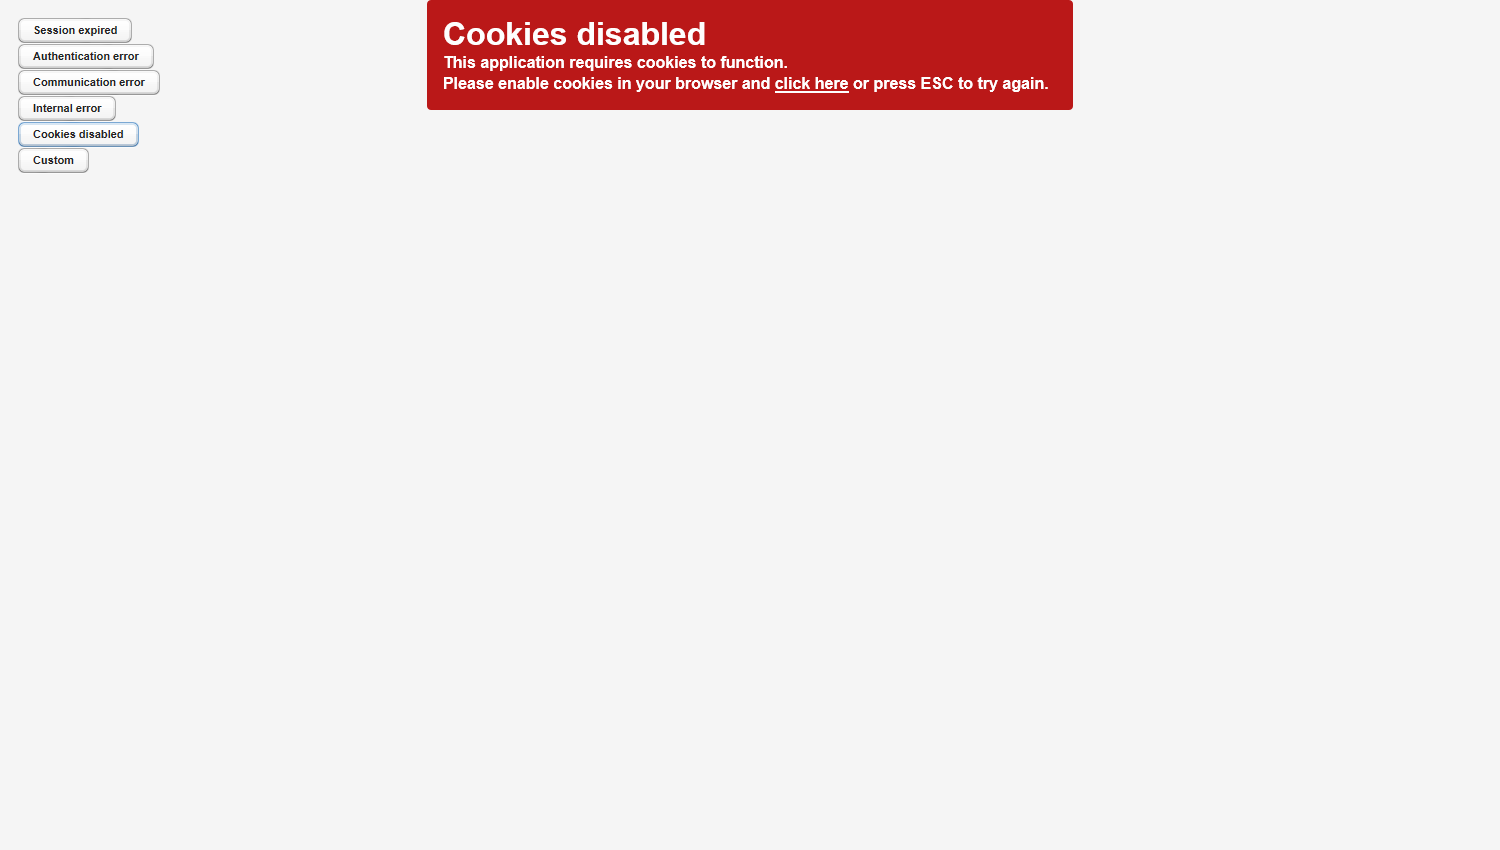 Session expired
Authentication error
Communication error
Internal error
Cookies disabled
Custom
Cookies disabled
This application requires cookies to function.
Please enable cookies in your browser and click here or press ESC to try again.